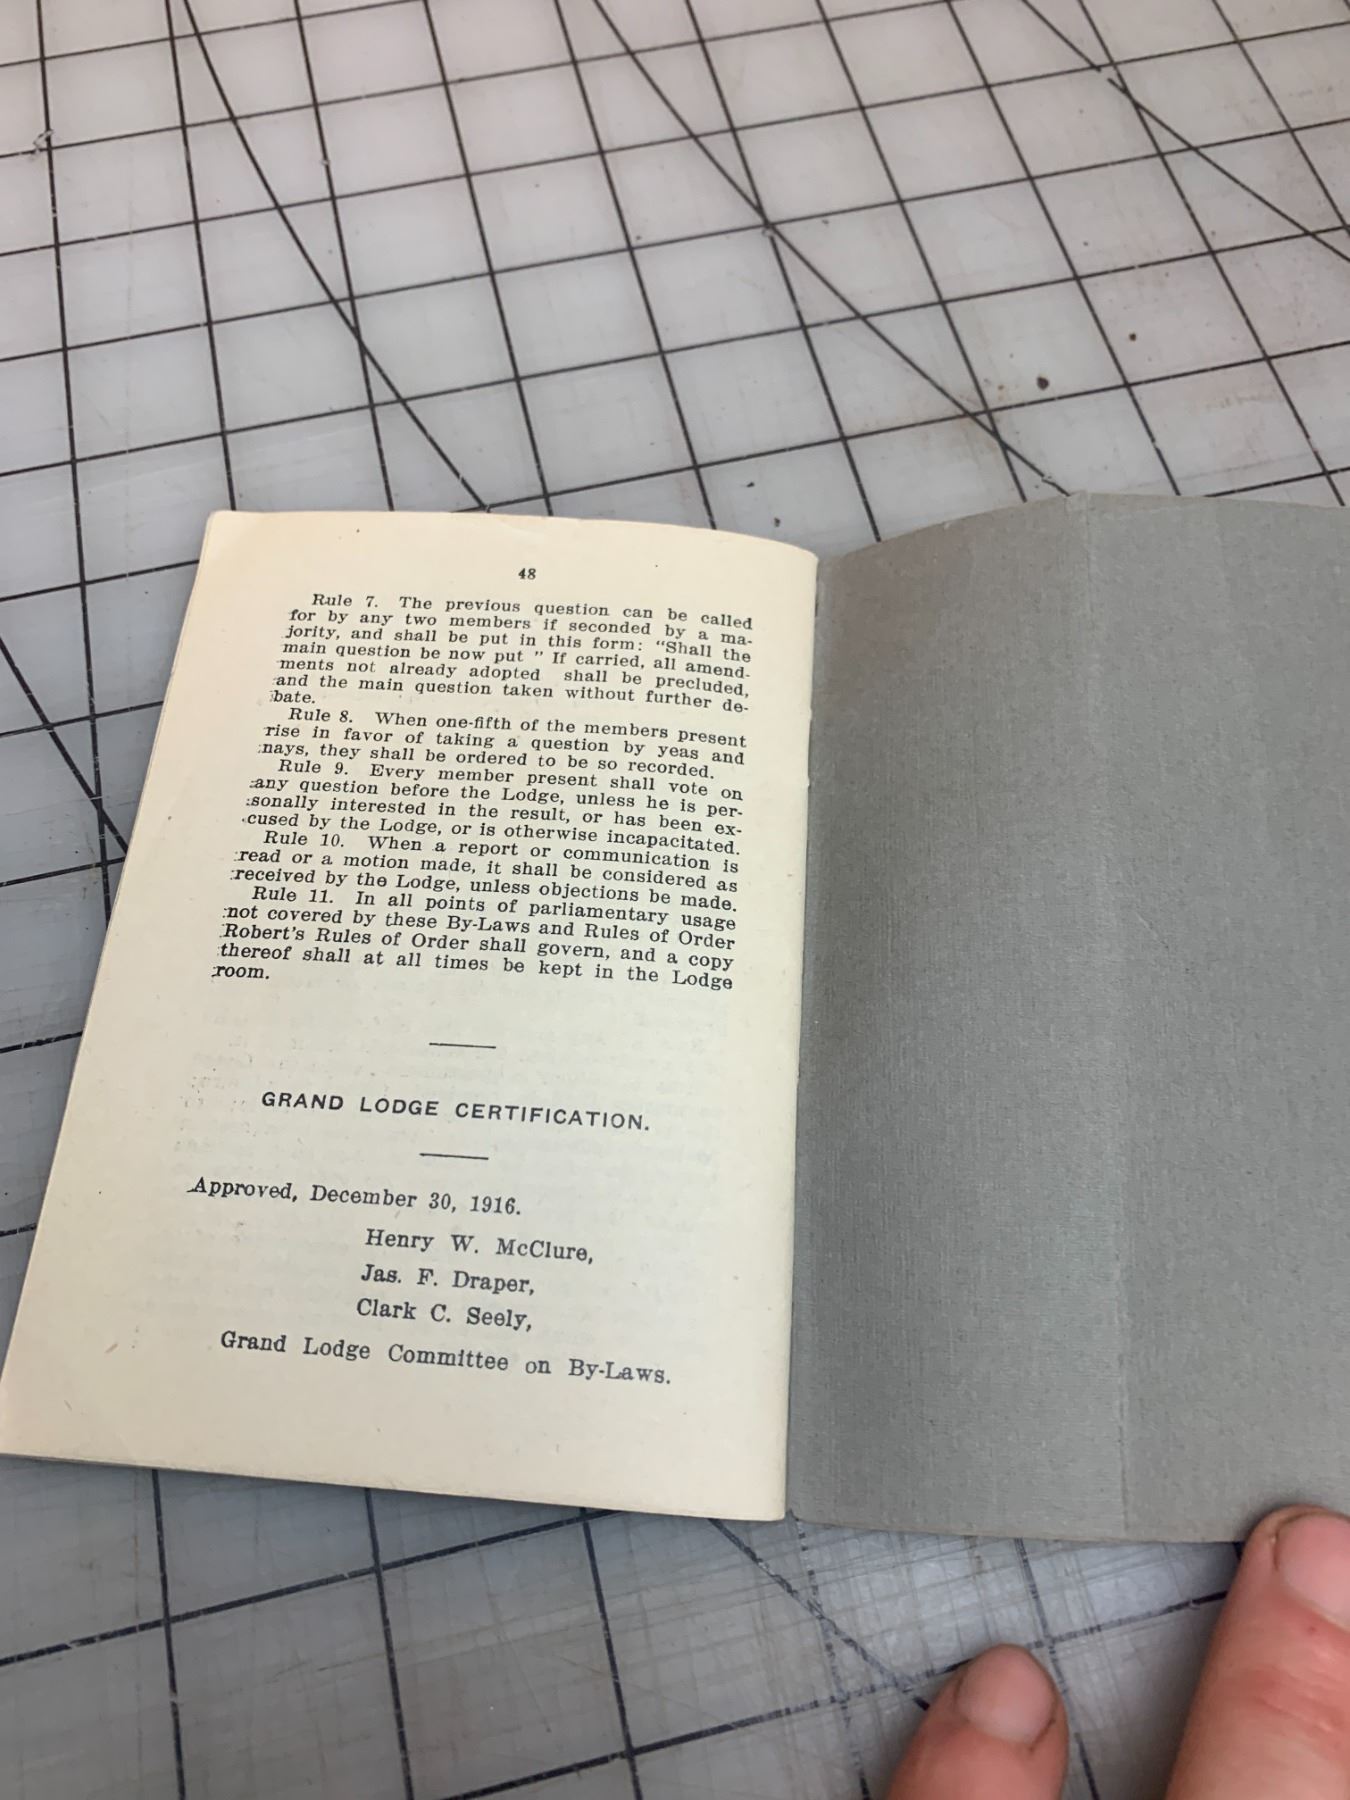 48
Rule 7. The previous question can be called
for by any two members if seconded by a ma-
jority, and shall be put in this form: "Shall the
main question be now put " If carried, all amend-
ments not already adopted shall be precluded,
and the main question taken without further de-
bate.
Rule 8. When one-fifth of the members present
rise in favor of taking a question by yeas and
nays, they shall be ordered to be so recorded.
Rule 9. Every member present shall vote on
any question before the Lodge, unless he is per-
sonally interested in the result, or has been ex-
cused by the Lodge, or is otherwise incapacitated.
Rule 10. When a report or communication is
read or a motion made, it shall be considered as
received by the Lodge, unless objections be made.
Rule 11. In all points of parliamentary usage
not covered by these By-Laws and Rules of Order
Robert's Rules of Order shall govern, and a copy
thereof shall at all times be kept in the Lodge
room.
GRAND LODGE CERTIFICATION.
Approved, December 30, 1916.
Henry W. McClure,
Jas. F. Draper,
Clark C. Seely,
Grand Lodge Committee on By-Laws.